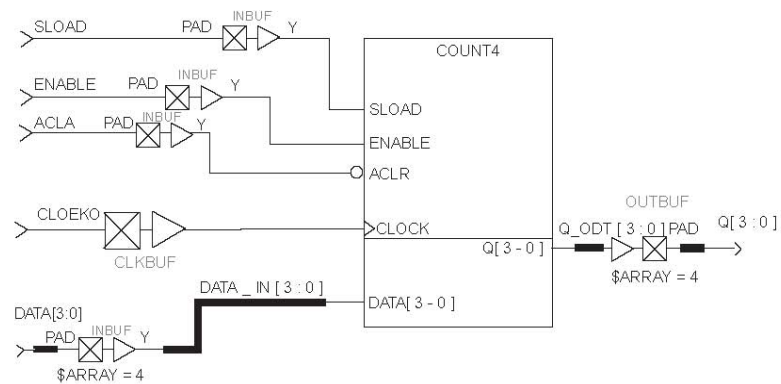 SLOAD PAD INBUF Y
COUNT4
SLOAD
ENABLE PAD INBUF Y
ENABLE
ACLA PAD INBUF Y
ACLR
CLOEKO
CLKBUF
CLOCK
Q[3-0]
Q_ODT[3:0]
OUTBUF
PAD
Q[3:0]
$ARRAY=4
DATA_IN[3:0]
DATA[3-0]
DATA[3:0]
PAD INBUF Y
$ARRAY=4